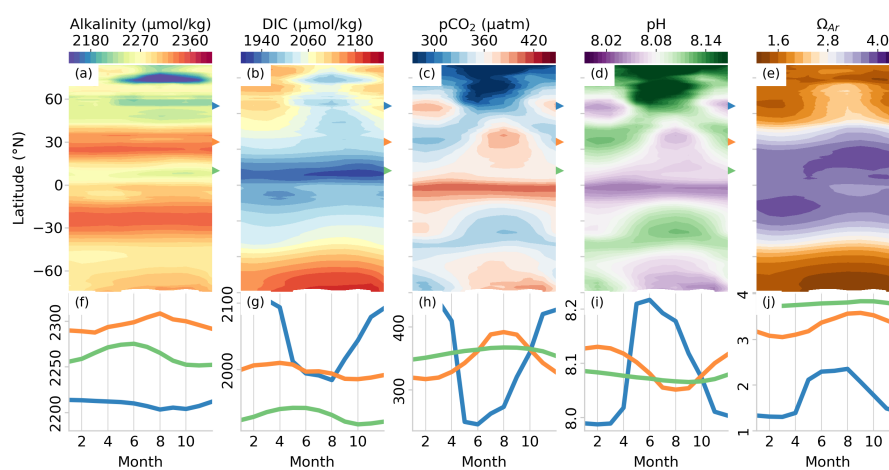 Alkalinity (μmol/kg) DIC (μmol/kg) pCO₂ (μatm) pH Ω_Ar
2180 2270 2360 1940 2060 2180 300 360 420 8.02 8.08 8.14 1.6 2.8 4.0
(a) (b) (c) (d) (e)
60
30
0
−30
−60
Latitude (°N)
(f) (g) (h) (i) (j)
2300
2250
2200
2100
2000
400
300
8.2
8.1
8.0
4
3
2
1
2 4 6 8 10 2 4 6 8 10 2 4 6 8 10 2 4 6 8 10 2 4 6 8 10
Month Month Month Month Month